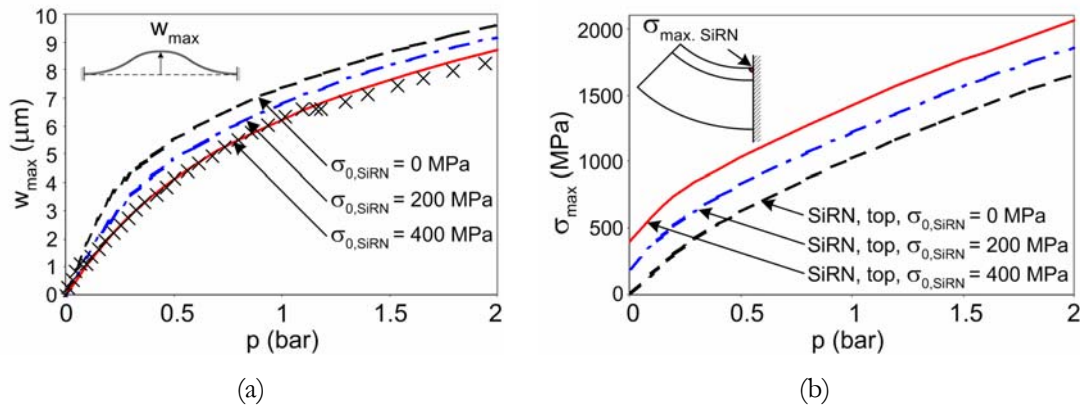 10
9
8
7
6
5
4
3
2
1
0
w_max (μm)
w_max
σ_0,SiRN = 0 MPa
σ_0,SiRN = 200 MPa
σ_0,SiRN = 400 MPa
0 0.5 1 1.5 2
p (bar)
(a)
2000
1500
1000
500
0
σ_max (MPa)
σ_max. SiRN
SiRN, top, σ_0,SiRN = 0 MPa
SiRN, top, σ_0,SiRN = 200 MPa
SiRN, top, σ_0,SiRN = 400 MPa
0 0.5 1 1.5 2
p (bar)
(b)